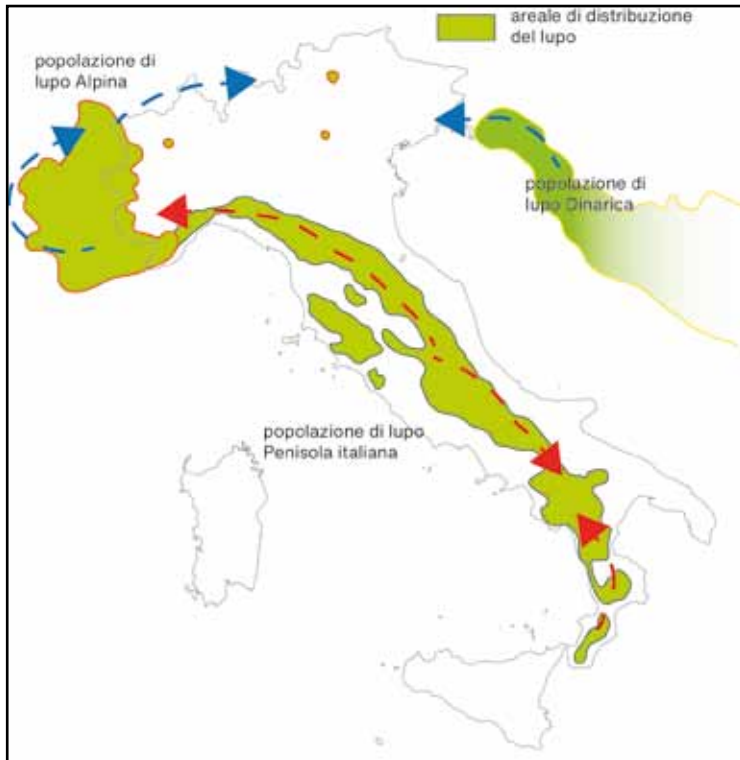 areale di distribuzione
del lupo
popolazione di
lupo Alpina
popolazione di
lupo Dinarica
popolazione di lupo
Penisola italiana